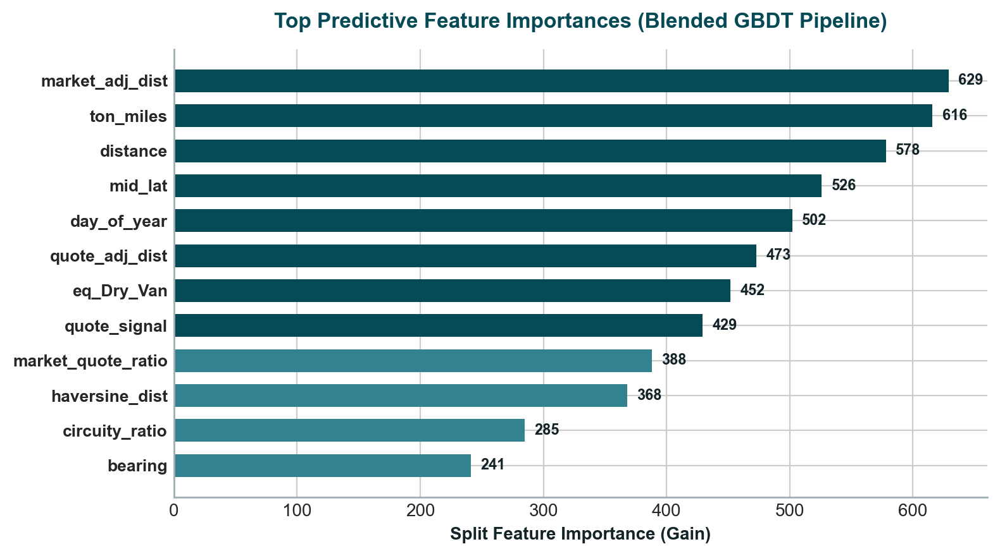 Top Predictive Feature Importances (Blended GBDT Pipeline)
market_adj_dist 629
ton_miles 616
distance 578
mid_lat 526
day_of_year 502
quote_adj_dist 473
eq_Dry_Van 452
quote_signal 429
market_quote_ratio 388
haversine_dist 368
circuity_ratio 285
bearing 241
0 100 200 300 400 500 600
Split Feature Importance (Gain)